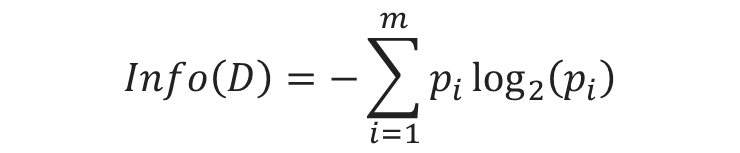 Info(D) = −∑_{i=1}^{m} p_i log_2(p_i)